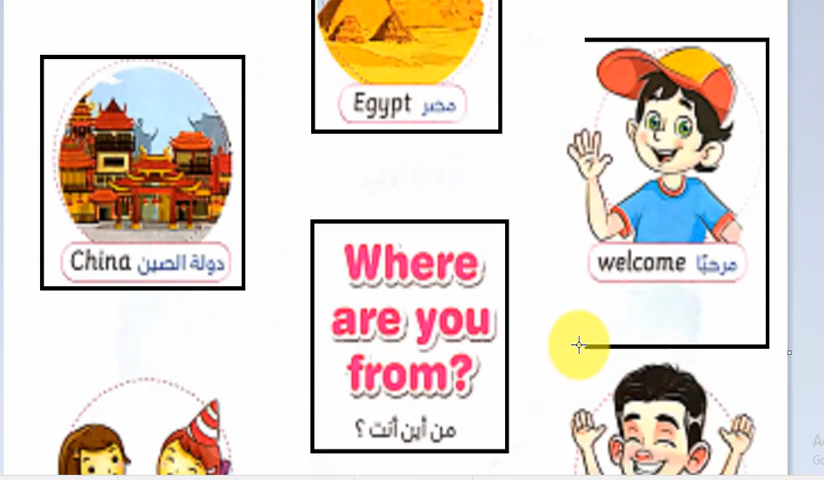 Egypt مصر
China دولة الصين
welcome مرحبًا
Where
are you
from?
من أين أنت ؟